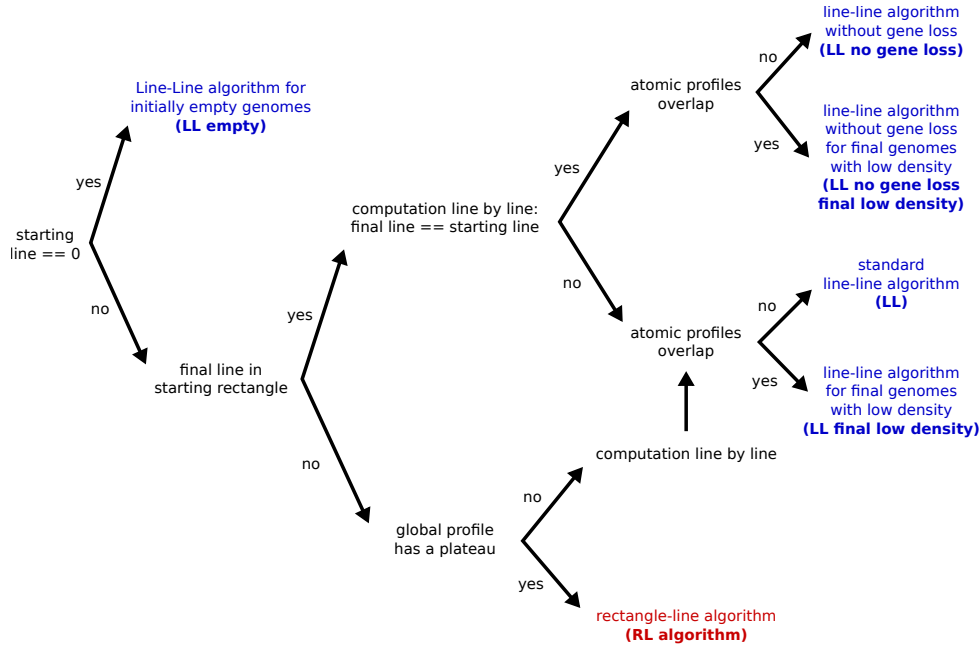 Line-Line algorithm for
initially empty genomes
(LL empty)
yes
starting
line == 0
no
final line in
starting rectangle
yes
no
computation line by line:
final line == starting line
yes
no
global profile
has a plateau
no
yes
computation line by line
rectangle-line algorithm
(RL algorithm)
atomic profiles
overlap
no
yes
line-line algorithm
without gene loss
(LL no gene loss)
line-line algorithm
without gene loss
for final genomes
with low density
(LL no gene loss
final low density)
atomic profiles
overlap
no
yes
standard
line-line algorithm
(LL)
line-line algorithm
for final genomes
with low density
(LL final low density)